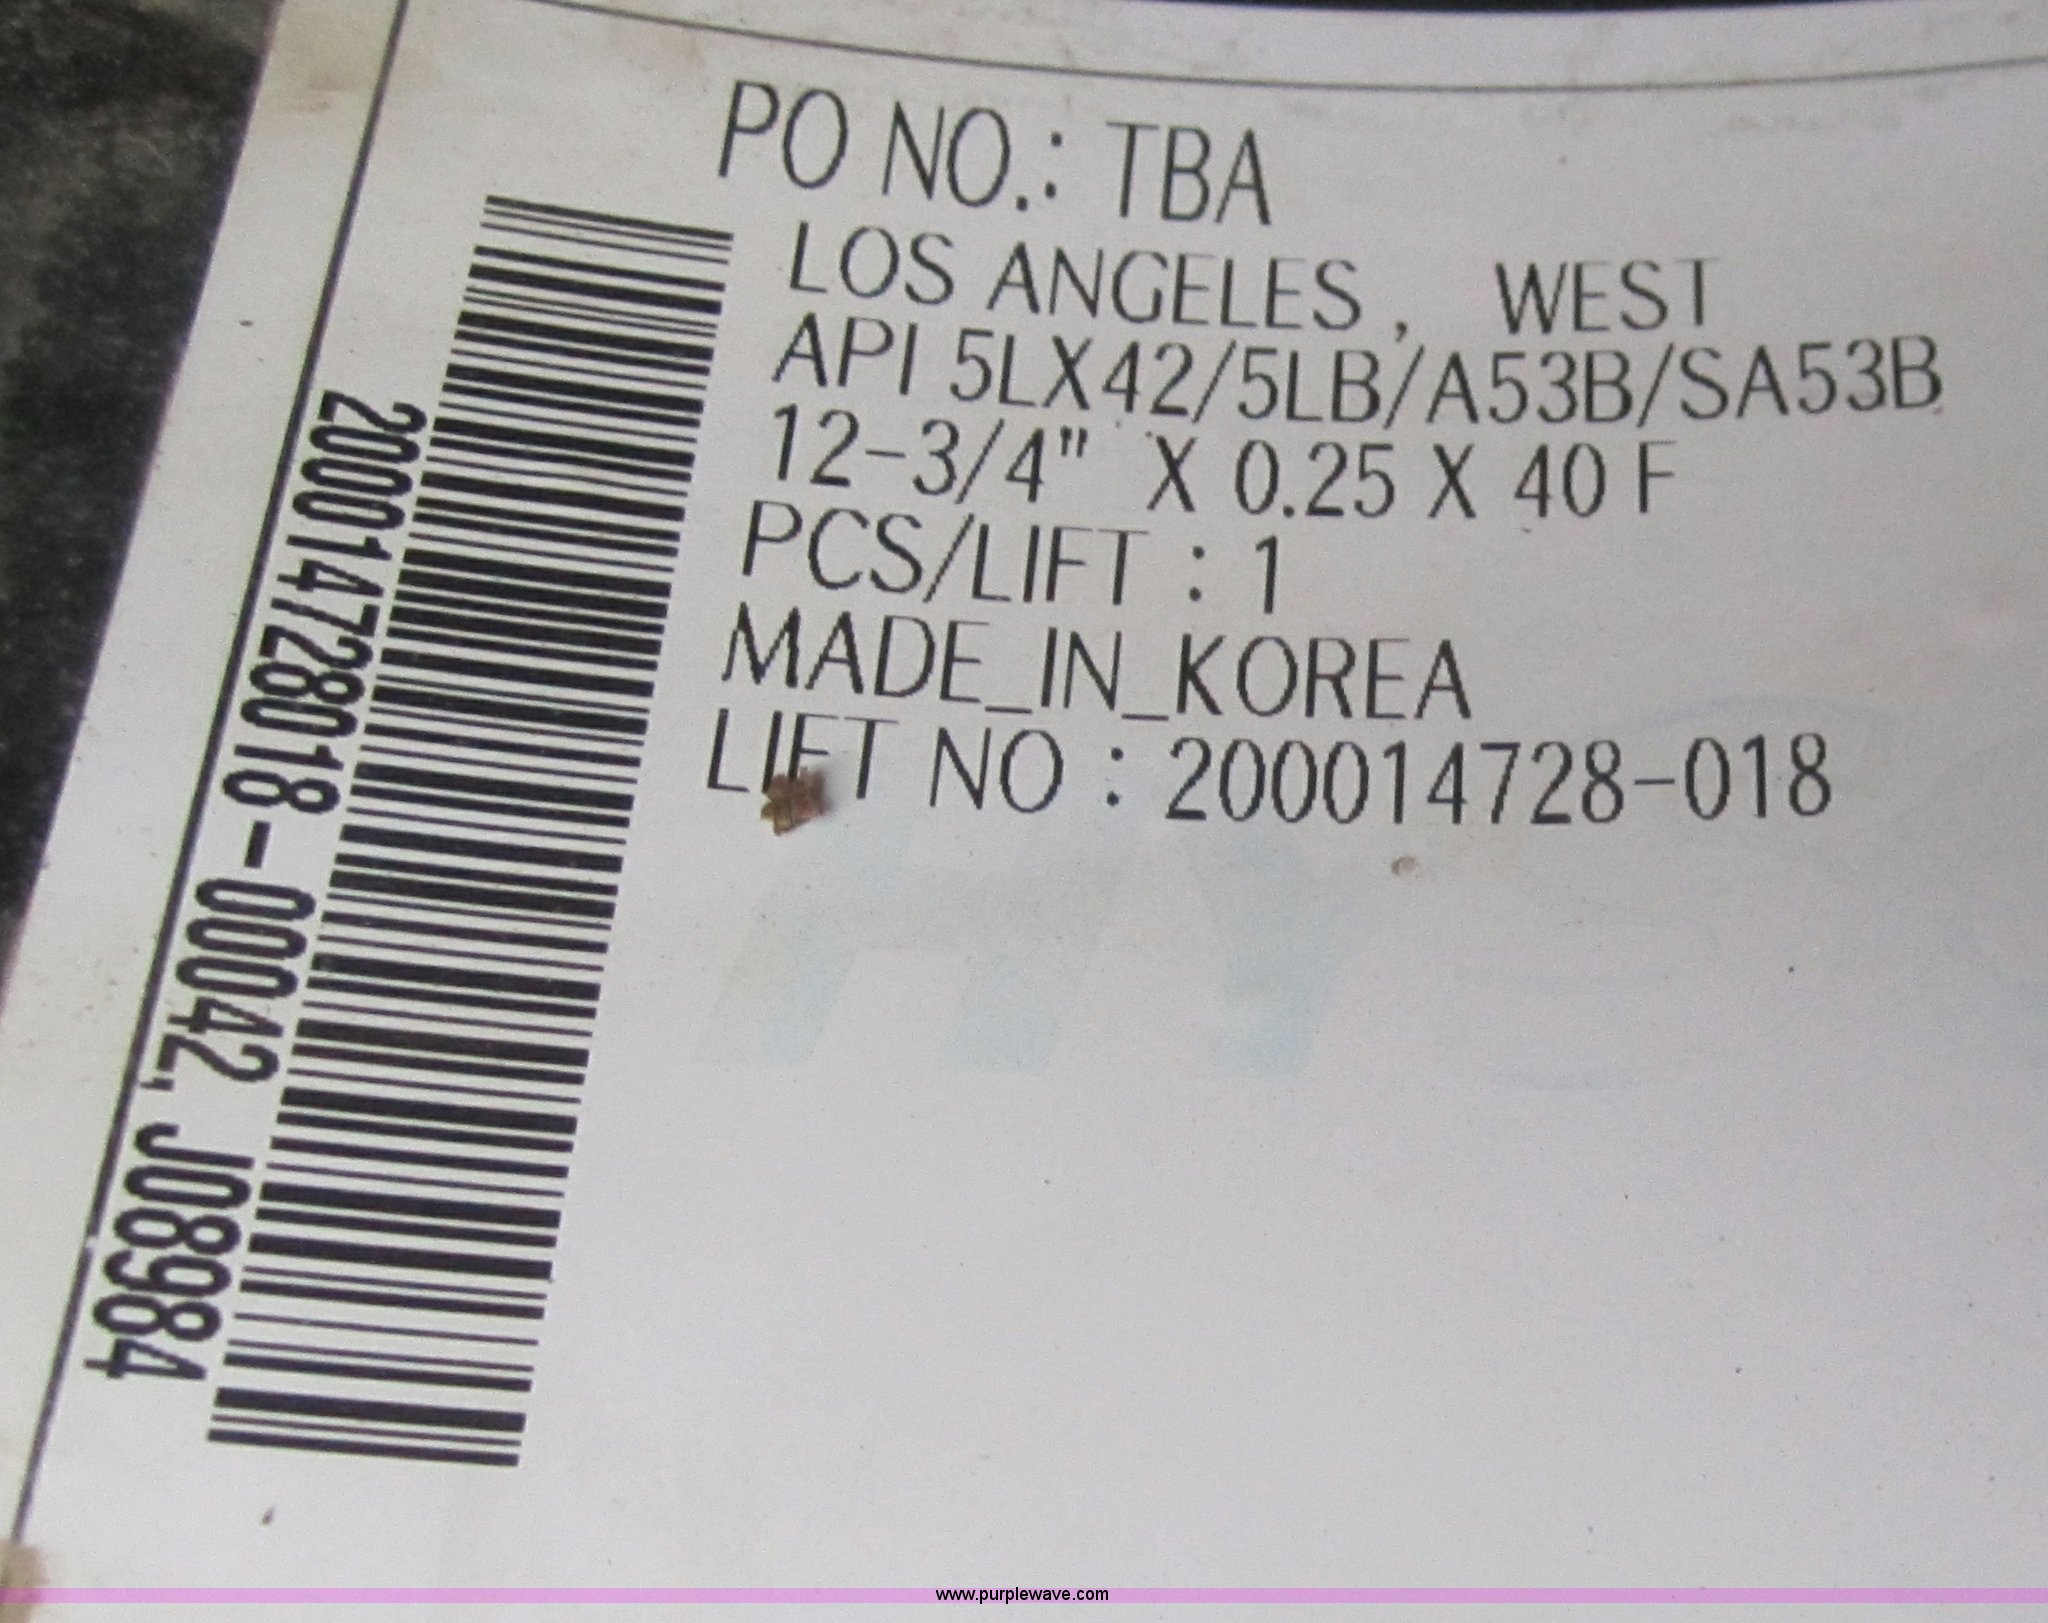 PO NO.: TBA
LOS ANGELES, WEST
API 5LX42/5LB/A53B/SA53B
12-3/4" X 0.25 X 40 F
PCS/LIFT : 1
MADE_IN_KOREA
LIFT NO : 200014728-018
200014728018-00042, J08984
www.purplewave.com